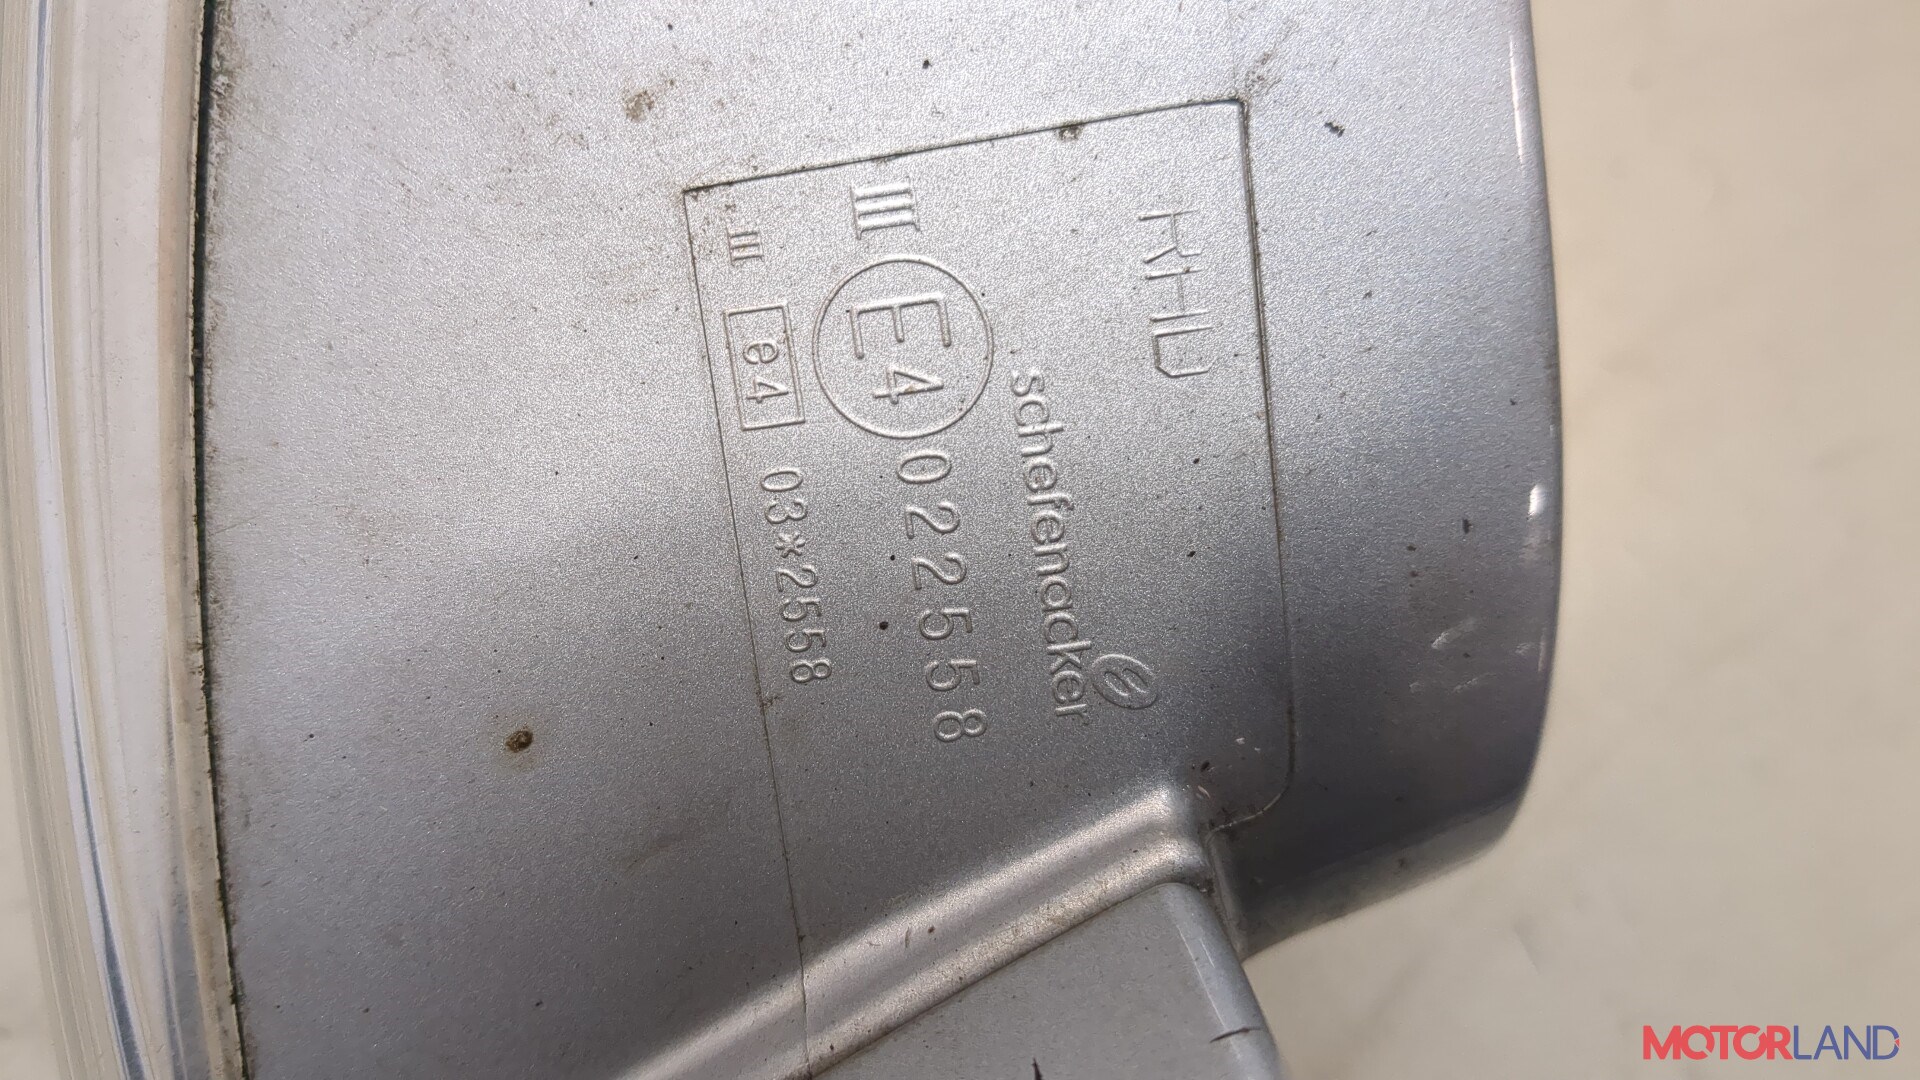 RHD
schefenacker
III E4 022558
III e4 03*2558
MOTORLAND